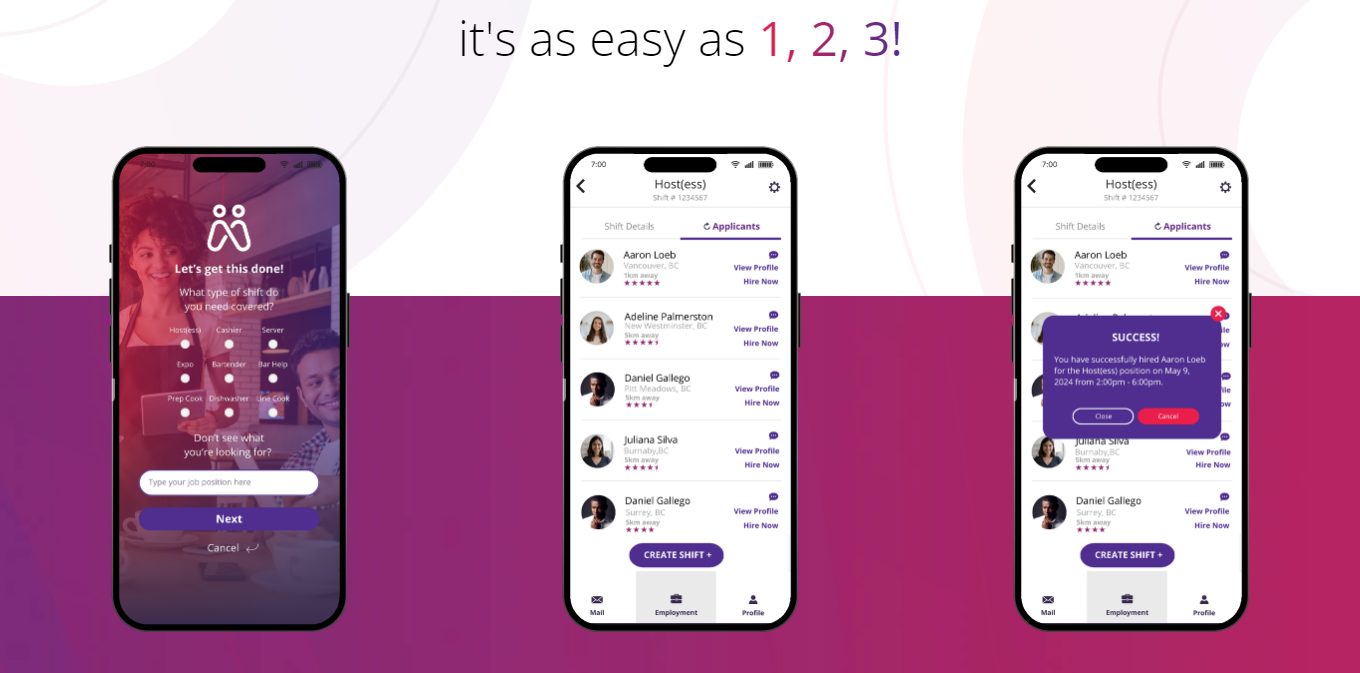 it's as easy as 1, 2, 3!
7:00
Let's get this done!
What type of shift do
you need covered?
Host(ess) Cashier Server
Expo Bartender Bar Help
Prep Cook Dishwasher Line Cook
Don't see what
you're looking for?
Type your job position here
Next
Cancel
7:00
Host(ess)
Shift # 1234567
Shift Details Applicants
Aaron Loeb
Vancouver, BC
1km away
View Profile
Hire Now
Adeline Palmerston
New Westminster, BC
5km away
View Profile
Hire Now
Daniel Gallego
Pitt Meadows, BC
5km away
View Profile
Hire Now
Juliana Silva
Burnaby,BC
5km away
View Profile
Hire Now
Daniel Gallego
Surrey, BC
5km away
View Profile
Hire Now
CREATE SHIFT +
Mail Employment Profile
7:00
Host(ess)
Shift # 1234567
Shift Details Applicants
Aaron Loeb
Vancouver, BC
1km away
View Profile
Hire Now
SUCCESS!
You have successfully hired Aaron Loeb
for the Host(ess) position on May 9,
2024 from 2:00pm - 6:00pm.
Close Cancel
Juliana Silva
Burnaby,BC
5km away
View Profile
Hire Now
Daniel Gallego
Surrey, BC
5km away
View Profile
Hire Now
CREATE SHIFT +
Mail Employment Profile